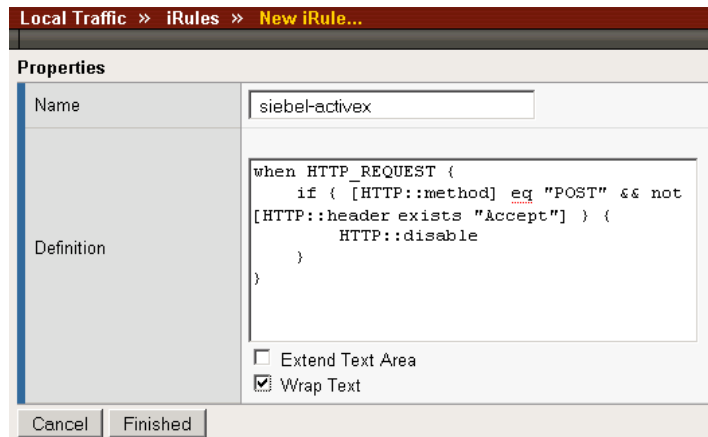 Local Traffic » iRules » New iRule...
Properties
Name
siebel-activex
Definition
when HTTP_REQUEST {
if { [HTTP::method] eq "POST" && not
[HTTP::header exists "Accept"] } {
HTTP::disable
}
}
Extend Text Area
Wrap Text
Cancel Finished